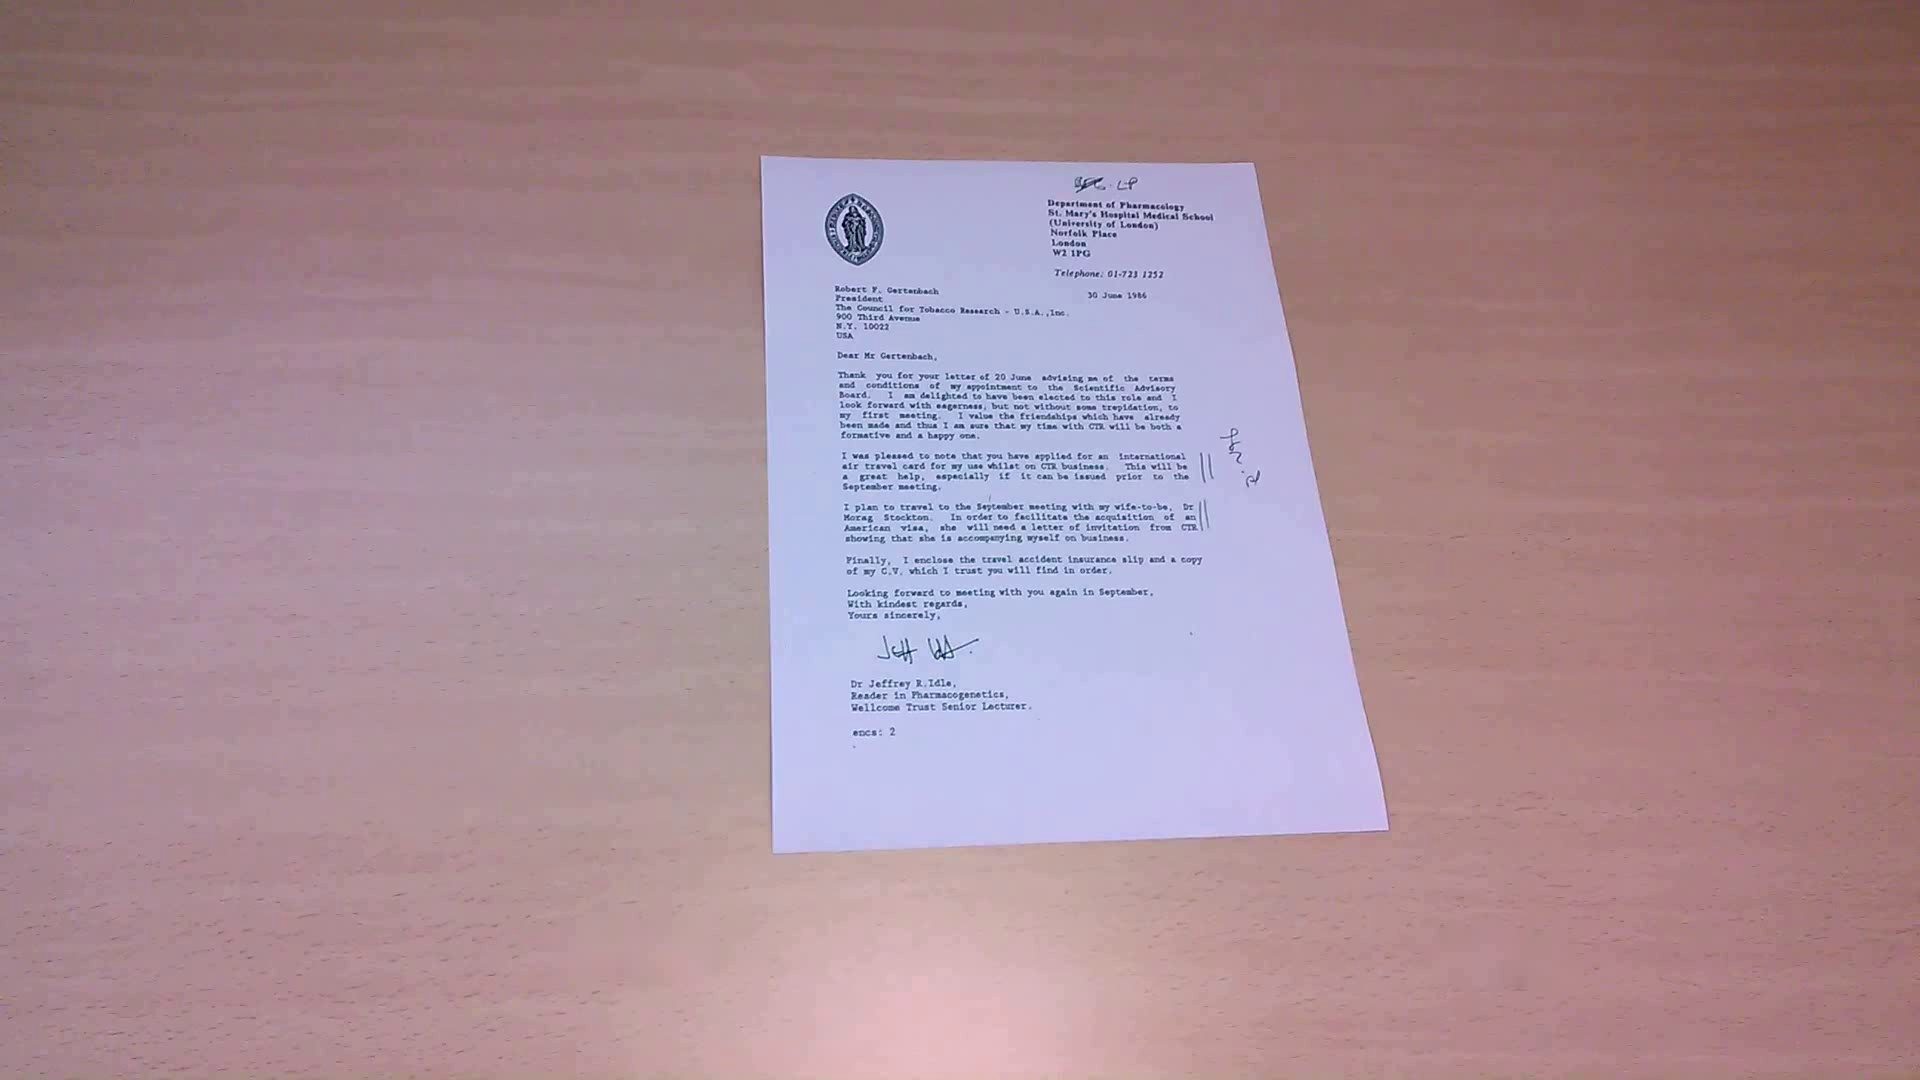 LP
Department of Pharmacology
St. Mary's Hospital Medical School
(University of London)
Norfolk Place
London
W2 1PG
Telephone: 01-723 1252
30 June 1986
Robert F. Gertenbach
President
The Council for Tobacco Research - U.S.A.,Inc.
900 Third Avenue
N.Y. 10022
USA
Dear Mr Gertenbach,
Thank you for your letter of 20 June advising me of the terms
and conditions of my appointment to the Scientific Advisory
Board. I am delighted to have been elected to this role and I
look forward with eagerness, but not without some trepidation, to
my first meeting. I value the friendships which have already
been made and thus I am sure that my time with CTR will be both a
formative and a happy one.
I was pleased to note that you have applied for an international
air travel card for my use whilst on CTR business. This will be
a great help, especially if it can be issued prior to the
September meeting.
I plan to travel to the September meeting with my wife-to-be, Dr
Morag Stockton. In order to facilitate the acquisition of an
American visa, she will need a letter of invitation from CTR
showing that she is accompanying myself on business.
Finally, I enclose the travel accident insurance slip and a copy
of my C.V. which I trust you will find in order.
Looking forward to meeting with you again in September,
With kindest regards,
Yours sincerely,
Jeff
Dr Jeffrey R.Idle,
Reader in Pharmacogenetics,
Wellcome Trust Senior Lecturer.
encs: 2